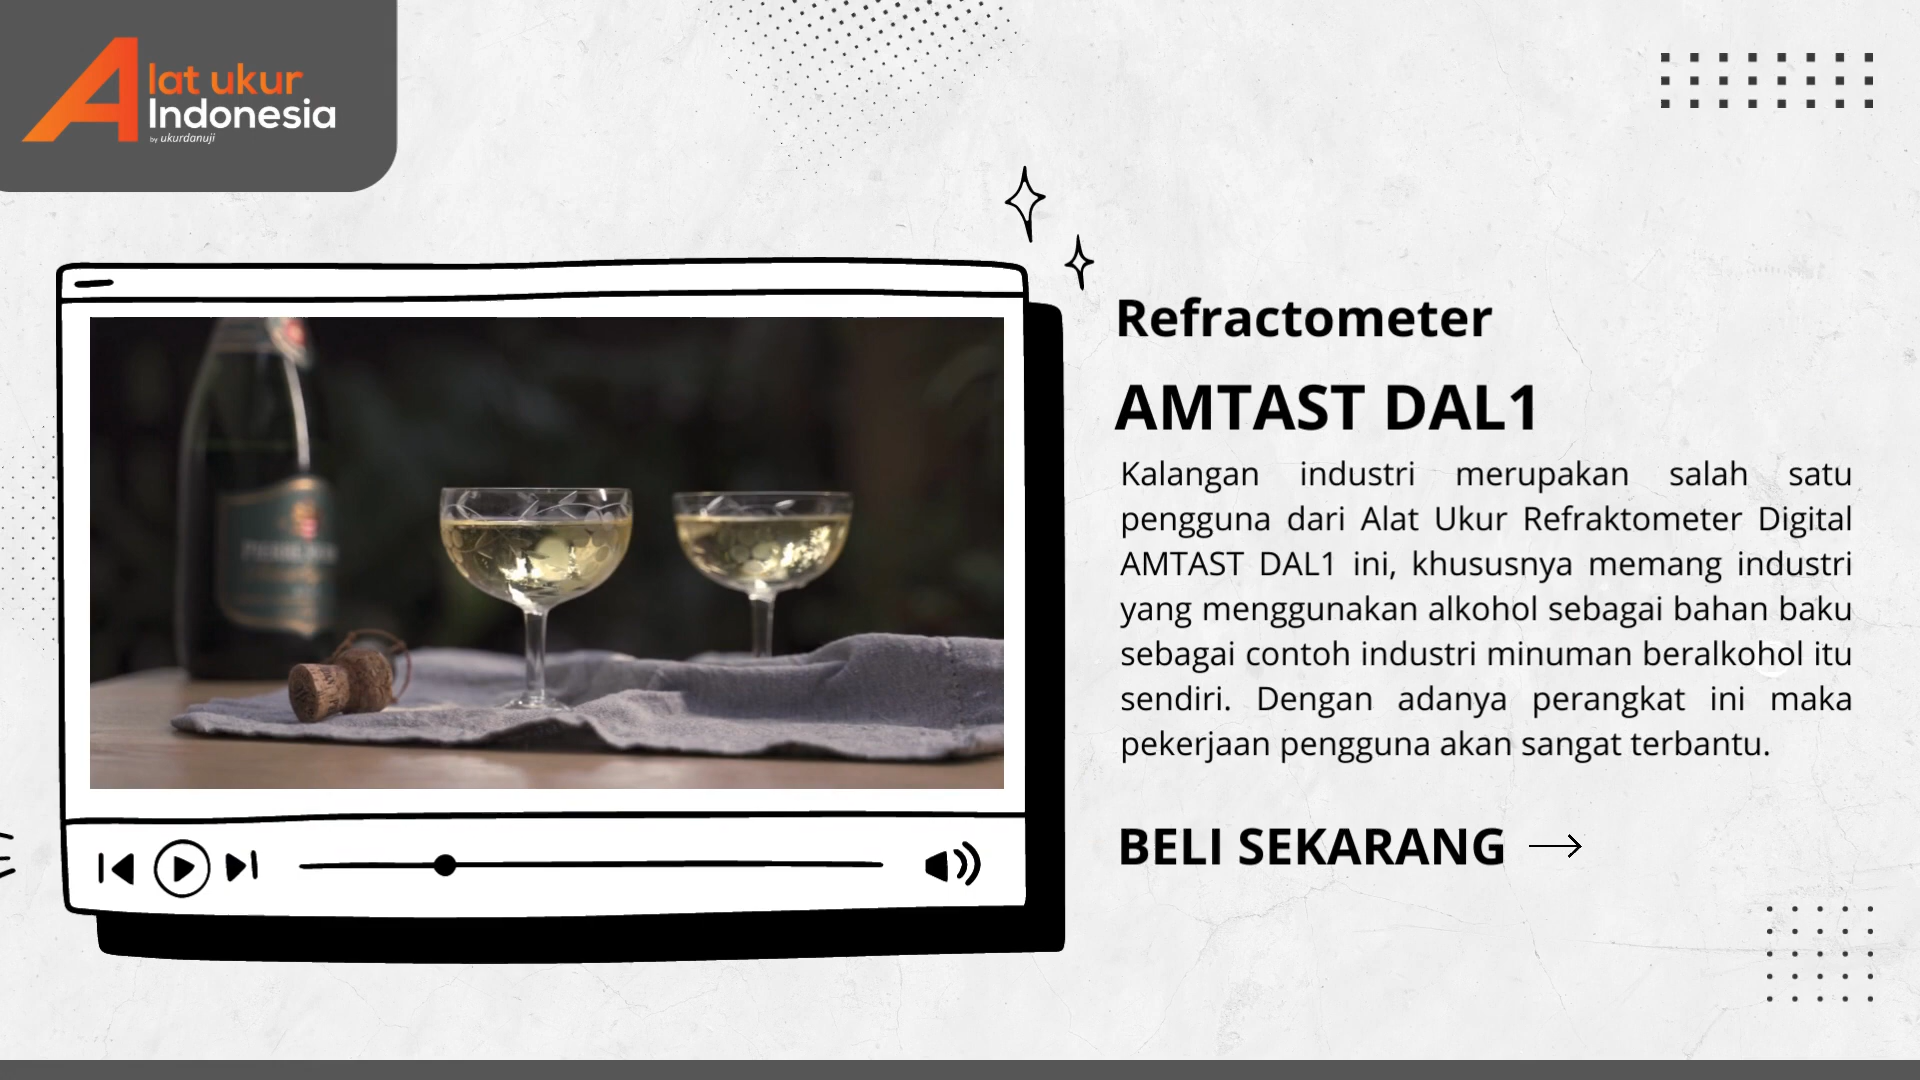 Alat ukur
Indonesia
by ukurdanuji
Refractometer
AMTAST DAL1
Kalangan industri merupakan salah satu
pengguna dari Alat Ukur Refraktometer Digital
AMTAST DAL1 ini, khususnya memang industri
yang menggunakan alkohol sebagai bahan baku
sebagai contoh industri minuman beralkohol itu
sendiri. Dengan adanya perangkat ini maka
pekerjaan pengguna akan sangat terbantu.
BELI SEKARANG